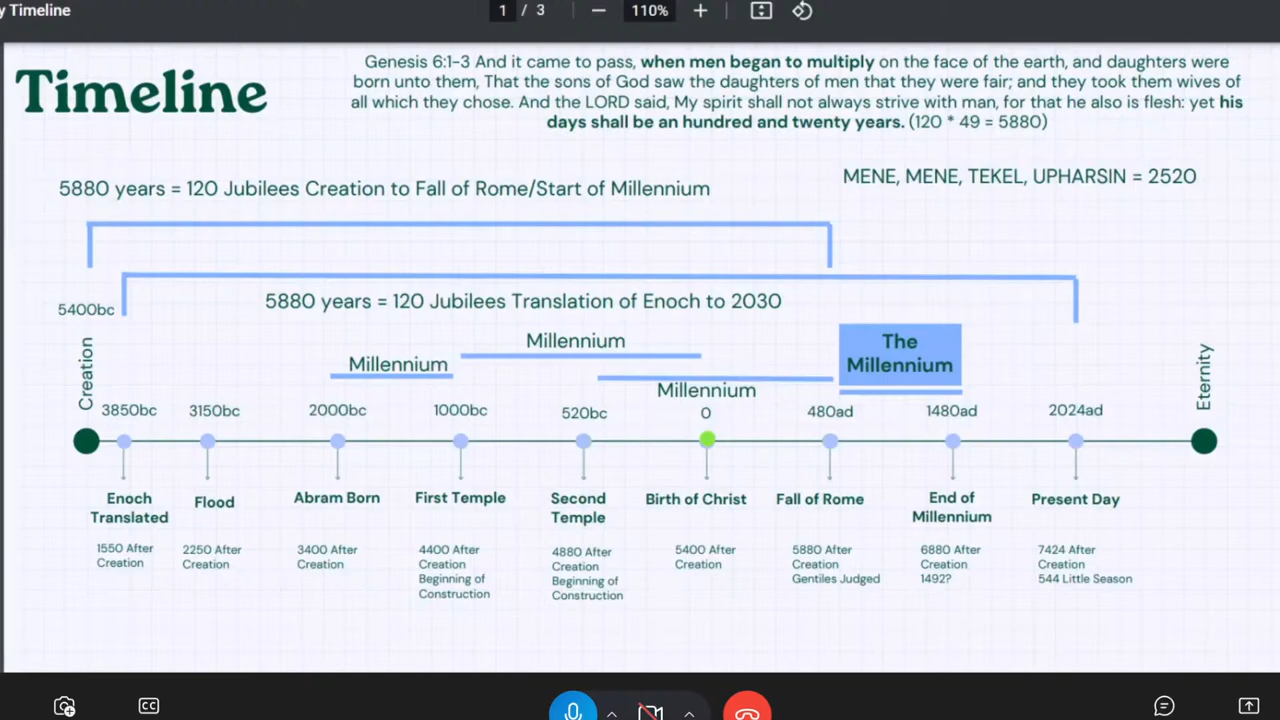 y Timeline
1 / 3 — 110% +
Timeline
Genesis 6:1-3 And it came to pass, when men began to multiply on the face of the earth, and daughters were
born unto them, That the sons of God saw the daughters of men that they were fair; and they took them wives of
all which they chose. And the LORD said, My spirit shall not always strive with man, for that he also is flesh: yet his
days shall be an hundred and twenty years. (120 * 49 = 5880)
MENE, MENE, TEKEL, UPHARSIN = 2520
5880 years = 120 Jubilees Creation to Fall of Rome/Start of Millennium
5880 years = 120 Jubilees Translation of Enoch to 2030
5400bc
Creation
Millennium
Millennium
Millennium
The
Millennium
Eternity
3850bc
3150bc
2000bc
1000bc
520bc
0
480ad
1480ad
2024ad
Enoch
Translated
Flood
Abram Born
First Temple
Second
Temple
Birth of Christ
Fall of Rome
End of
Millennium
Present Day
1550 After
Creation
2250 After
Creation
3400 After
Creation
4400 After
Creation
Beginning of
Construction
4880 After
Creation
Beginning of
Construction
5400 After
Creation
5880 After
Creation
Gentiles Judged
6880 After
Creation
1492?
7424 After
Creation
544 Little Season
CC